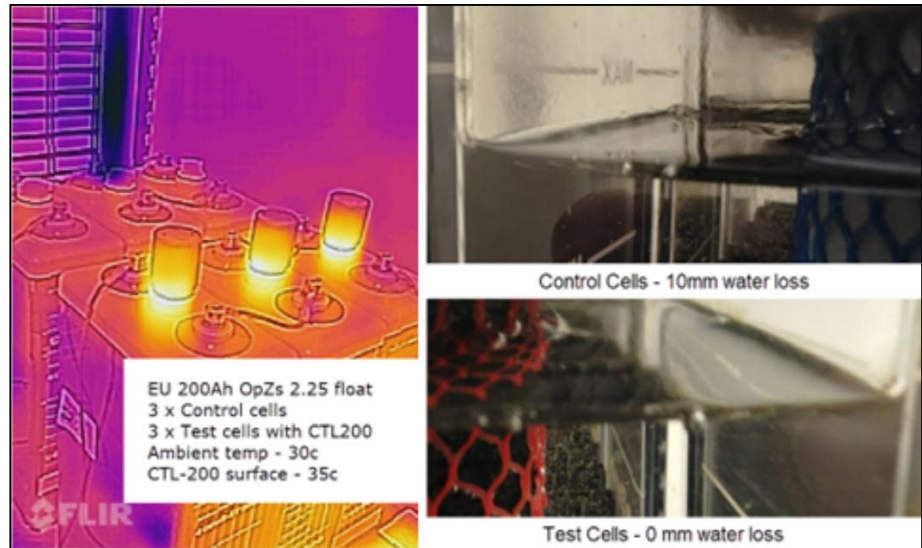 EU 200Ah OpZs 2.25 float
3 x Control cells
3 x Test cells with CTL200
Ambient temp - 30c
CTL-200 surface - 35c
FLIR
MAX
Control Cells - 10mm water loss
Test Cells - 0 mm water loss